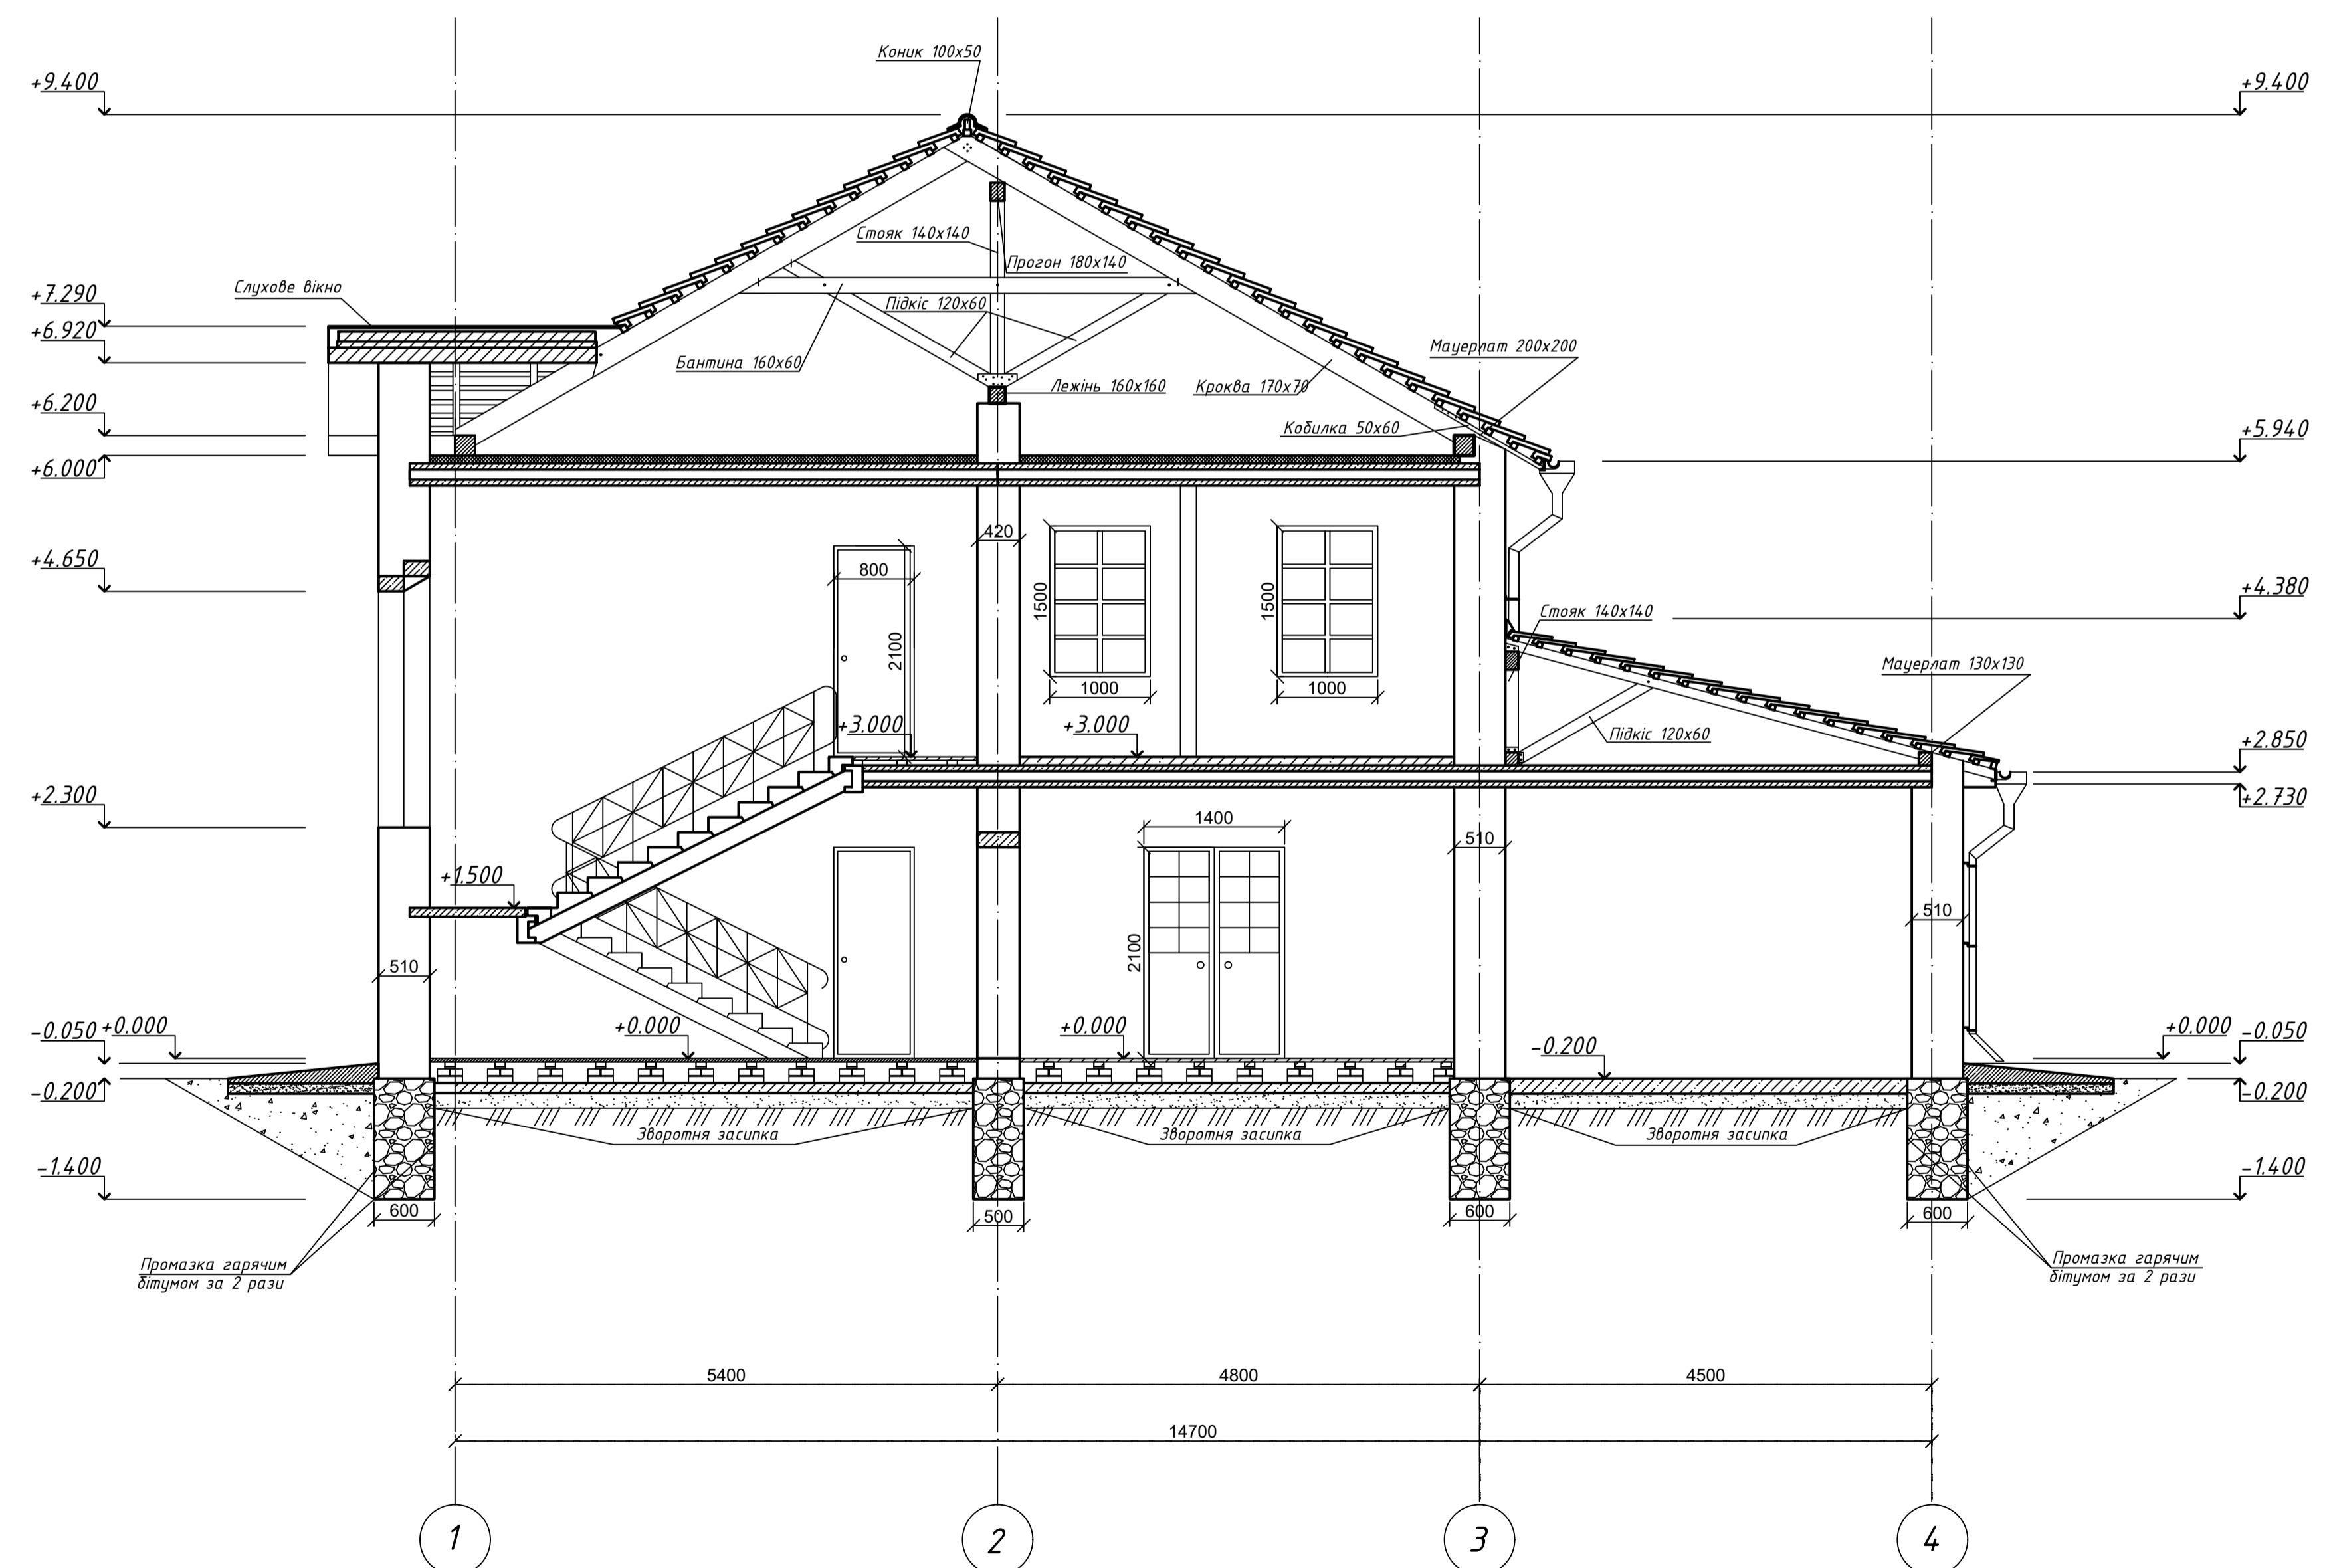 Коник 100х50
+9.400
+9.400
Стояк 140х140
Прогон 180х140
Слухове вікно
+7.290
Підкіс 120х60
+6.920
Мауерлат 200х200
Бантина 160х60
Лежінь 160х160
Кроква 170х70
+6.200
Кобилка 50х60
+5.940
+6.000
420
+4.650
800
1500
1500
+4.380
Стояк 140х140
2100
Мауерлат 130х130
1000
1000
+3.000
+3.000
Підкіс 120х60
+2.850
+2.300
+2.730
1400
510
+1.500
510
2100
510
-0.050
+0.000
+0.000
+0.000
+0.000
-0.050
-0.200
-0.200
-0.200
Зворотня засипка
Зворотня засипка
Зворотня засипка
-1.400
-1.400
600
500
600
600
Промазка гарячим
бітумом за 2 рази
Промазка гарячим
бітумом за 2 рази
5400
4800
4500
14700
1
2
3
4